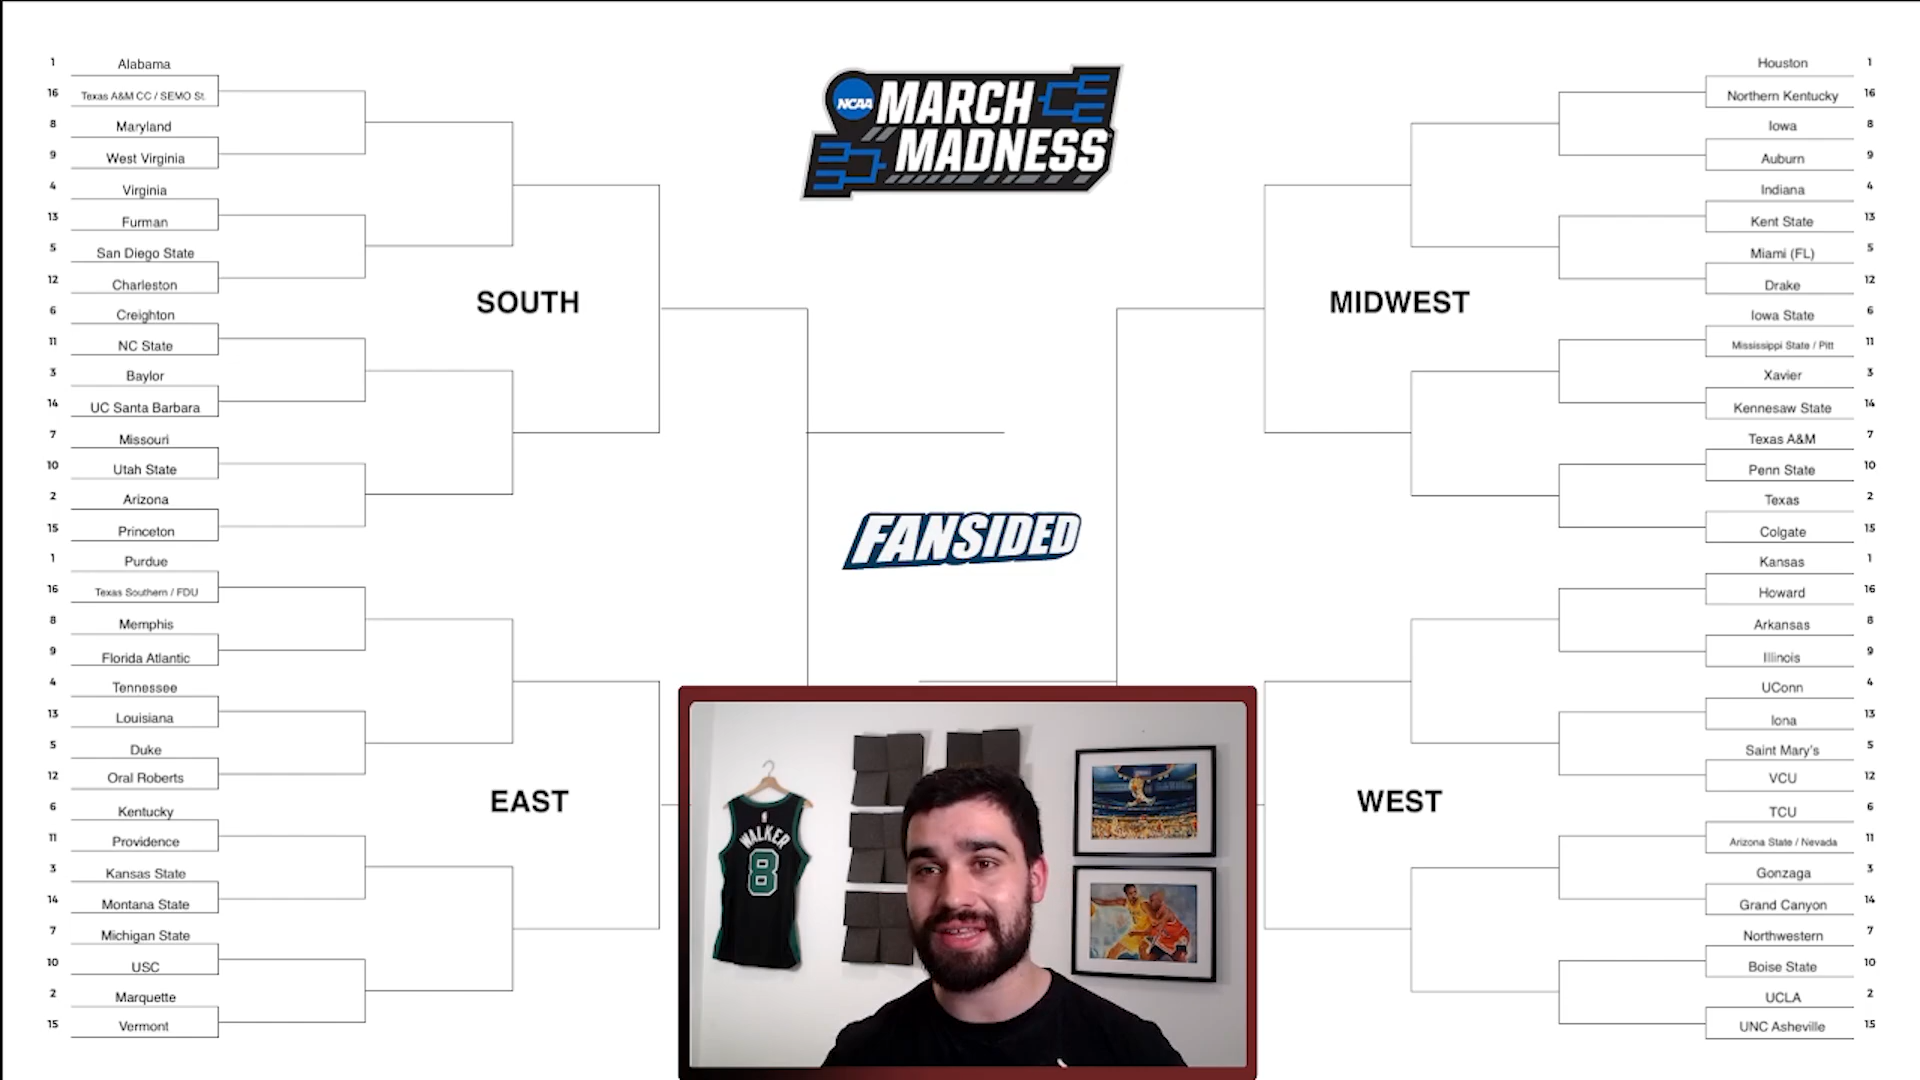 1 Alabama
16 Texas A&M CC / SEMO St.
8 Maryland
9 West Virginia
4 Virginia
13 Furman
5 San Diego State
12 Charleston
6 Creighton
11 NC State
3 Baylor
14 UC Santa Barbara
7 Missouri
10 Utah State
2 Arizona
15 Princeton
SOUTH
1 Purdue
16 Texas Southern / FDU
8 Memphis
9 Florida Atlantic
4 Tennessee
13 Louisiana
5 Duke
12 Oral Roberts
6 Kentucky
11 Providence
3 Kansas State
14 Montana State
7 Michigan State
10 USC
2 Marquette
15 Vermont
EAST
NCAA MARCH
MADNESS
FANSIDED
WALKER
8
Houston 1
Northern Kentucky 16
Iowa 8
Auburn 9
Indiana 4
Kent State 13
Miami (FL) 5
Drake 12
Iowa State 6
Mississippi State / Pitt 11
Xavier 3
Kennesaw State 14
Texas A&M 7
Penn State 10
Texas 2
Colgate 15
MIDWEST
Kansas 1
Howard 16
Arkansas 8
Illinois 9
UConn 4
Iona 13
Saint Mary's 5
VCU 12
TCU 6
Arizona State / Nevada 11
Gonzaga 3
Grand Canyon 14
Northwestern 7
Boise State 10
UCLA 2
UNC Asheville 15
WEST